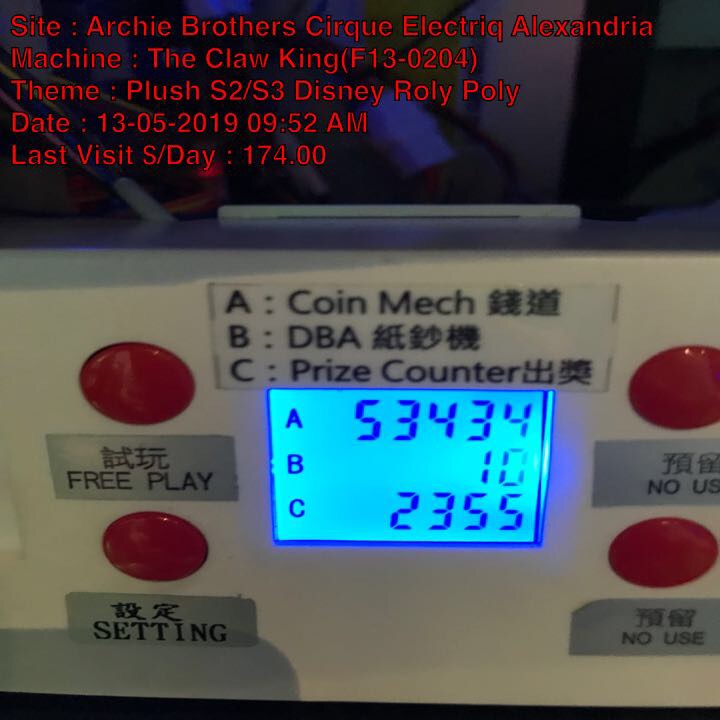 Site : Archie Brothers Cirque Electriq Alexandria
Machine : The Claw King(F13-0204)
Theme : Plush S2/S3 Disney Roly Poly
Date : 13-05-2019 09:52 AM
Last Visit S/Day : 174.00
A : Coin Mech 錢道
B : DBA 紙鈔機
C : Prize Counter出獎
A 53434
B 10
C 2355
試玩
FREE PLAY
預留
NO US
設定
SETTING
預留
NO USE